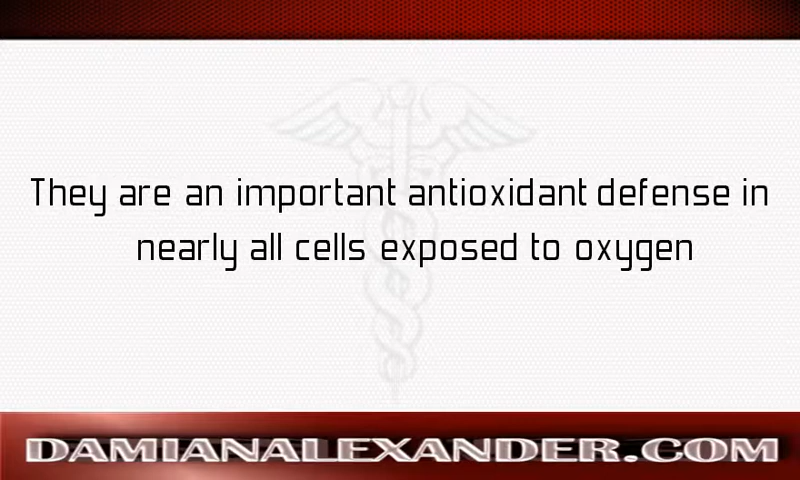 They are an important antioxidant defense in
nearly all cells exposed to oxygen
DAMIANALEXANDER.COM